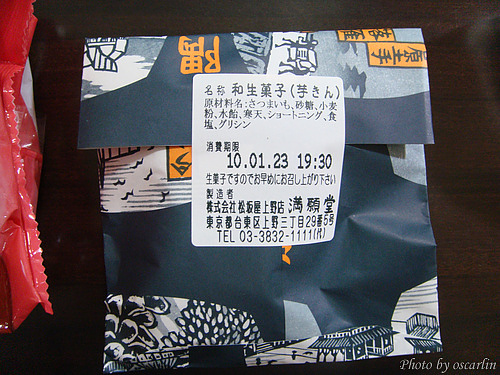 名称 和生菓子(芋きん)
原材料名:さつまいも、砂糖、小麦
粉、水飴、寒天、ショートニング、食
塩、グリシン
消費期限
10.01.23 19:30
生菓子ですのでお早めにお召し上がり下さい
製造者
株式会社松坂屋上野店 満願堂
東京都台東区上野三丁目29番5号
TEL 03-3832-1111(代)
Photo by oscarlin